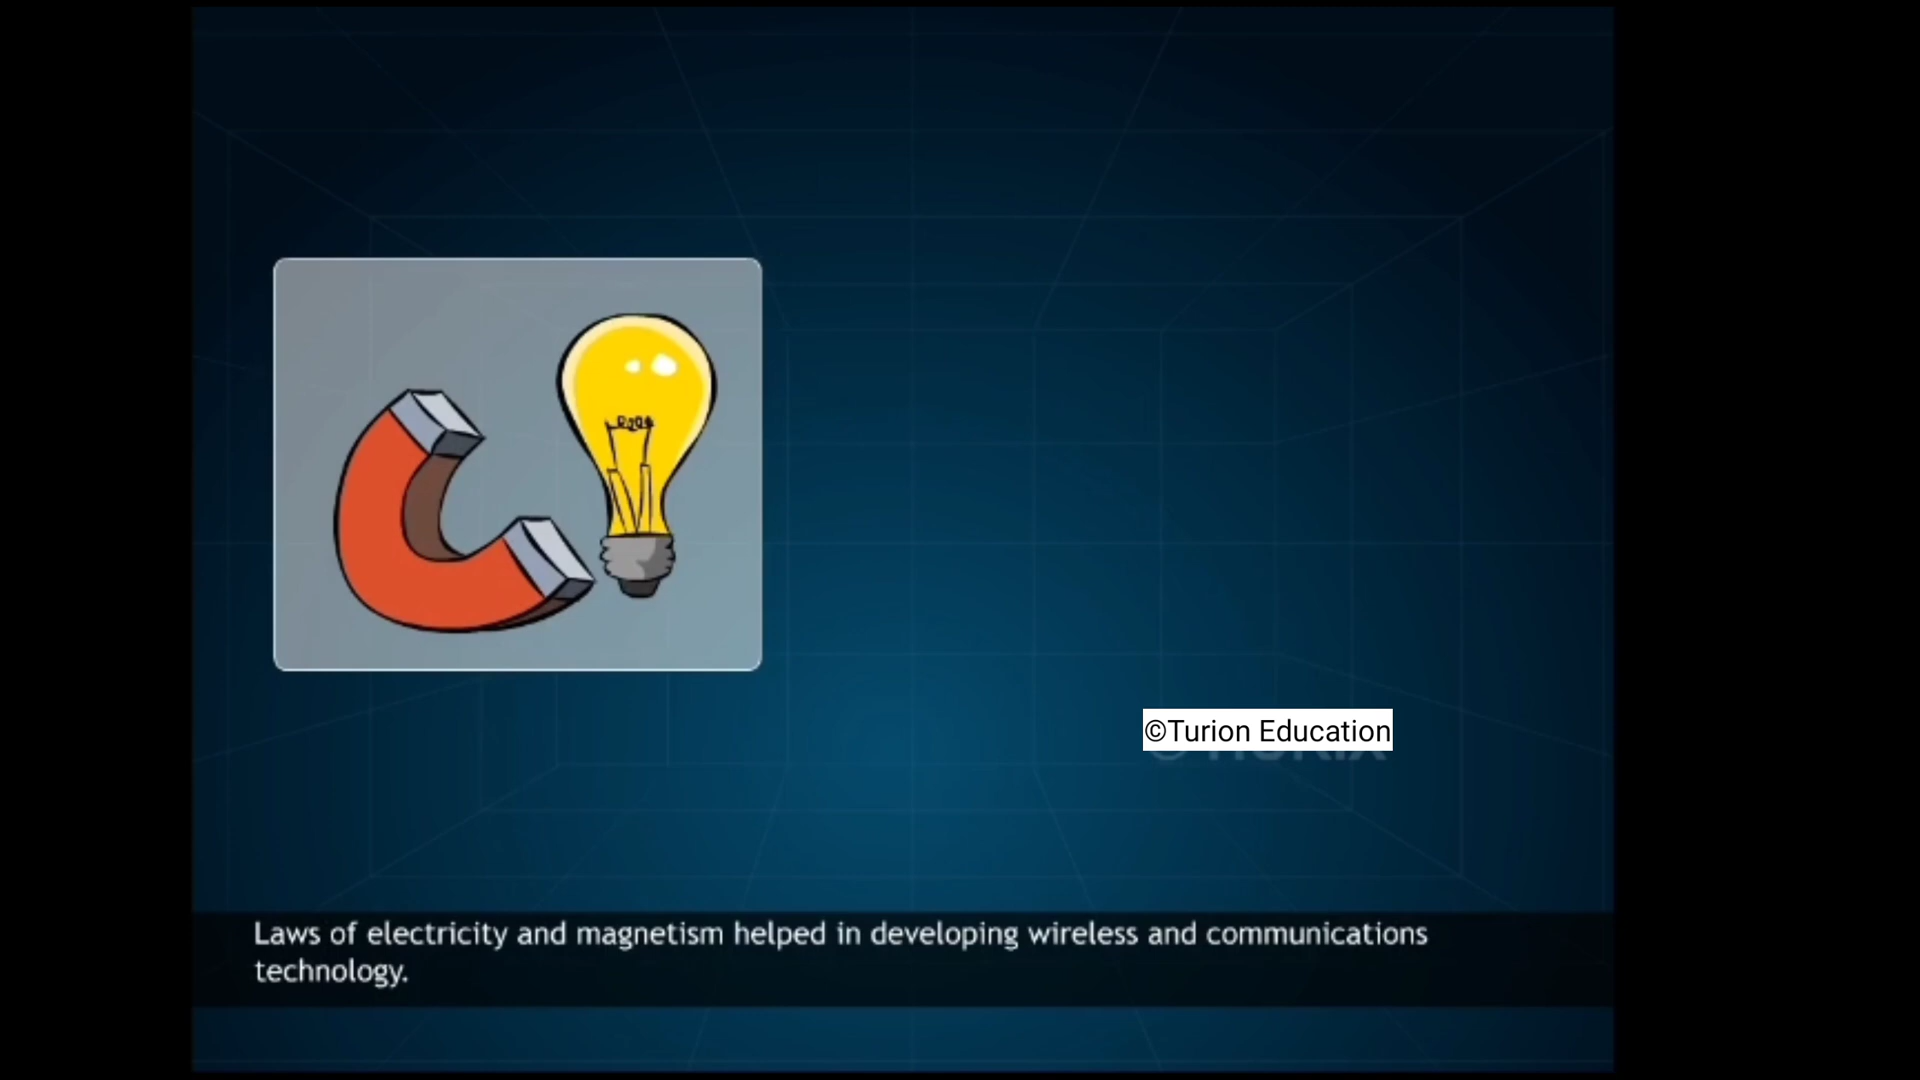 ©Turion Education
Laws of electricity and magnetism helped in developing wireless and communications
technology.